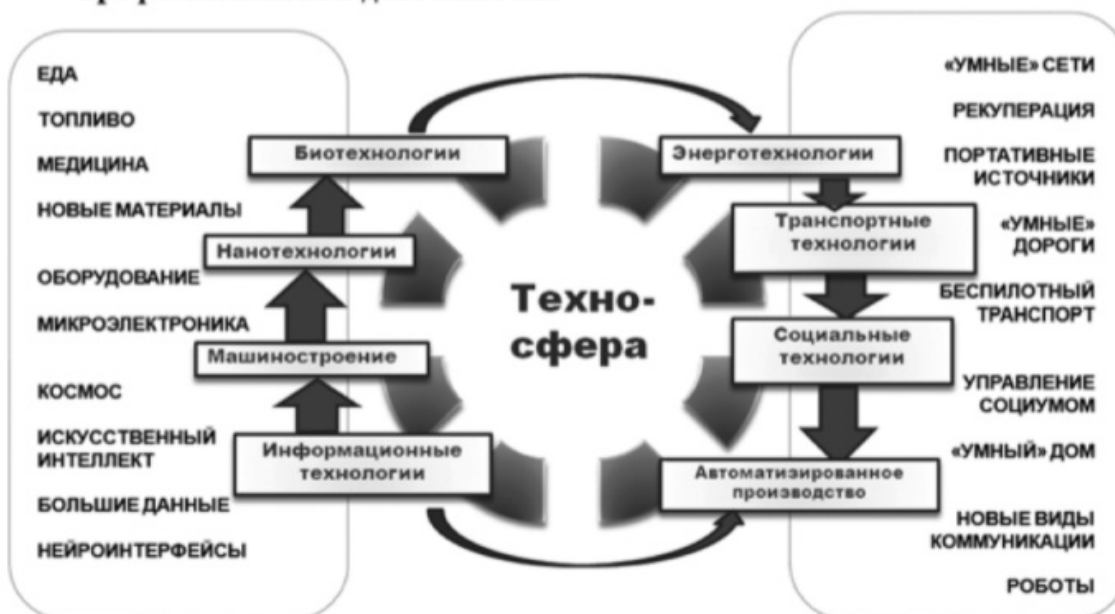 ЕДА
ТОПЛИВО
МЕДИЦИНА
НОВЫЕ МАТЕРИАЛЫ
ОБОРУДОВАНИЕ
МИКРОЭЛЕКТРОНИКА
КОСМОС
ИСКУССТВЕННЫЙ
ИНТЕЛЛЕКТ
БОЛЬШИЕ ДАННЫЕ
НЕЙРОИНТЕРФЕЙСЫ
Биотехнологии
Нанотехнологии
Машиностроение
Информационные
технологии
Техно-
сфера
Энерготехнологии
Транспортные
технологии
Социальные
технологии
Автоматизированное
производство
«УМНЫЕ» СЕТИ
РЕКУПЕРАЦИЯ
ПОРТАТИВНЫЕ
ИСТОЧНИКИ
«УМНЫЕ»
ДОРОГИ
БЕСПИЛОТНЫЙ
ТРАНСПОРТ
УПРАВЛЕНИЕ
СОЦИУМОМ
«УМНЫЙ» ДОМ
НОВЫЕ ВИДЫ
КОММУНИКАЦИИ
РОБОТЫ